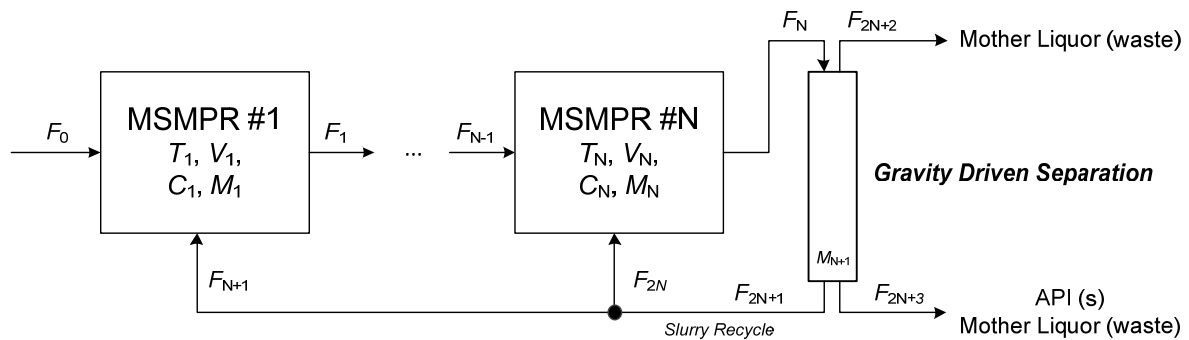 F0
MSMPR #1
T1, V1,
C1, M1
F1
...
FN-1
MSMPR #N
TN, VN,
CN, MN
FN
F2N+2
Mother Liquor (waste)
Gravity Driven Separation
MN+1
FN+1
F2N
F2N+1
Slurry Recycle
F2N+3
API (s)
Mother Liquor (waste)